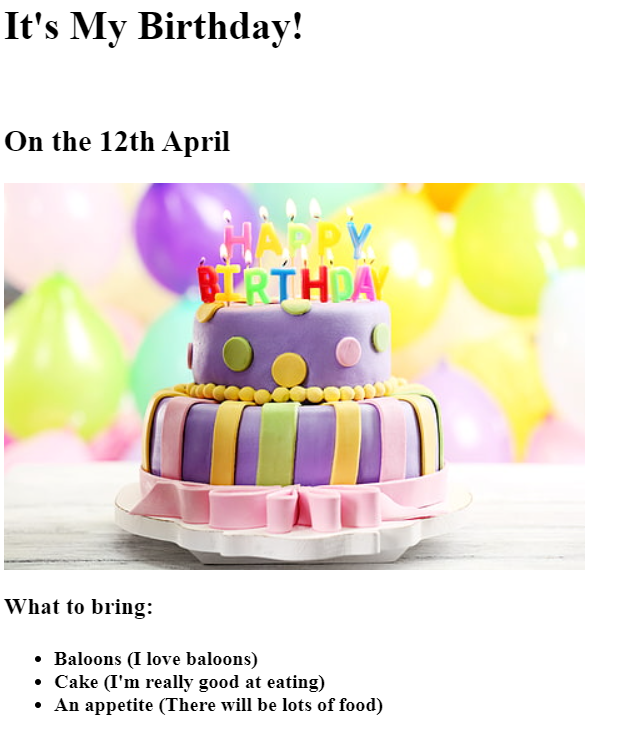 It's My Birthday!
On the 12th April
HAPPY
BIRTHDAY
What to bring:
Baloons (I love baloons)
Cake (I'm really good at eating)
An appetite (There will be lots of food)